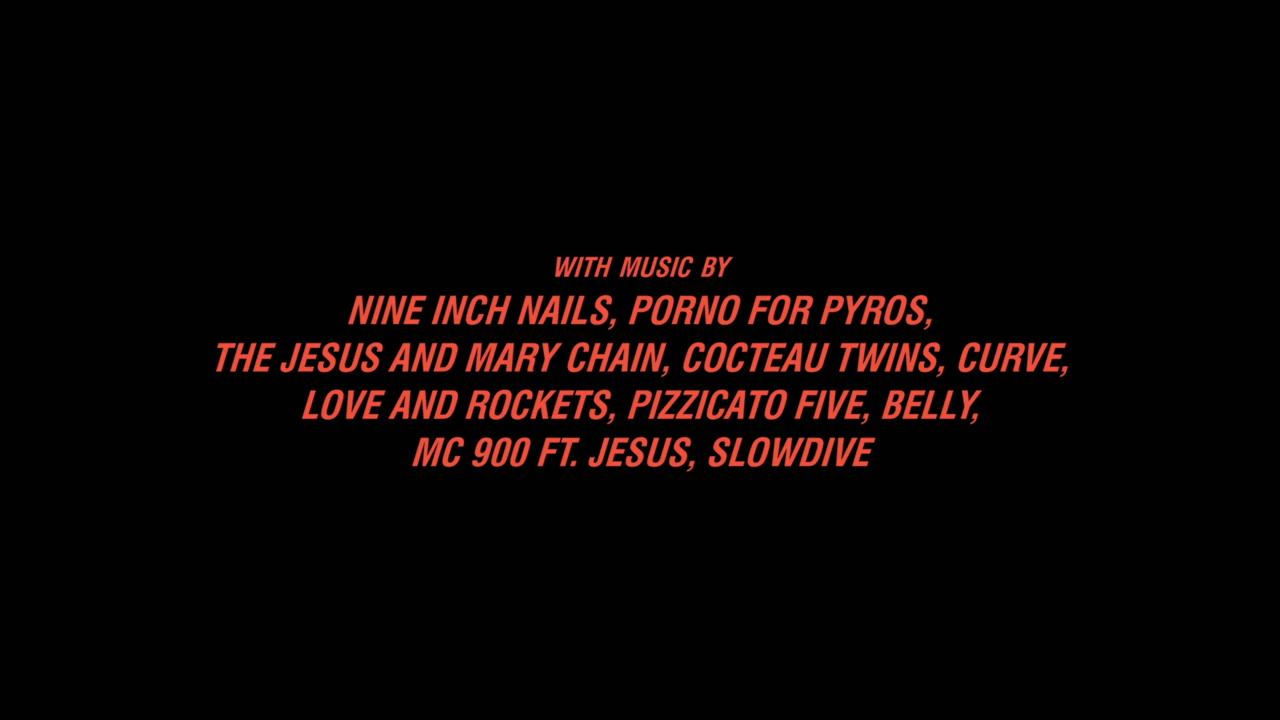 WITH MUSIC BY
NINE INCH NAILS, PORNO FOR PYROS,
THE JESUS AND MARY CHAIN, COCTEAU TWINS, CURVE,
LOVE AND ROCKETS, PIZZICATO FIVE, BELLY,
MC 900 FT. JESUS, SLOWDIVE